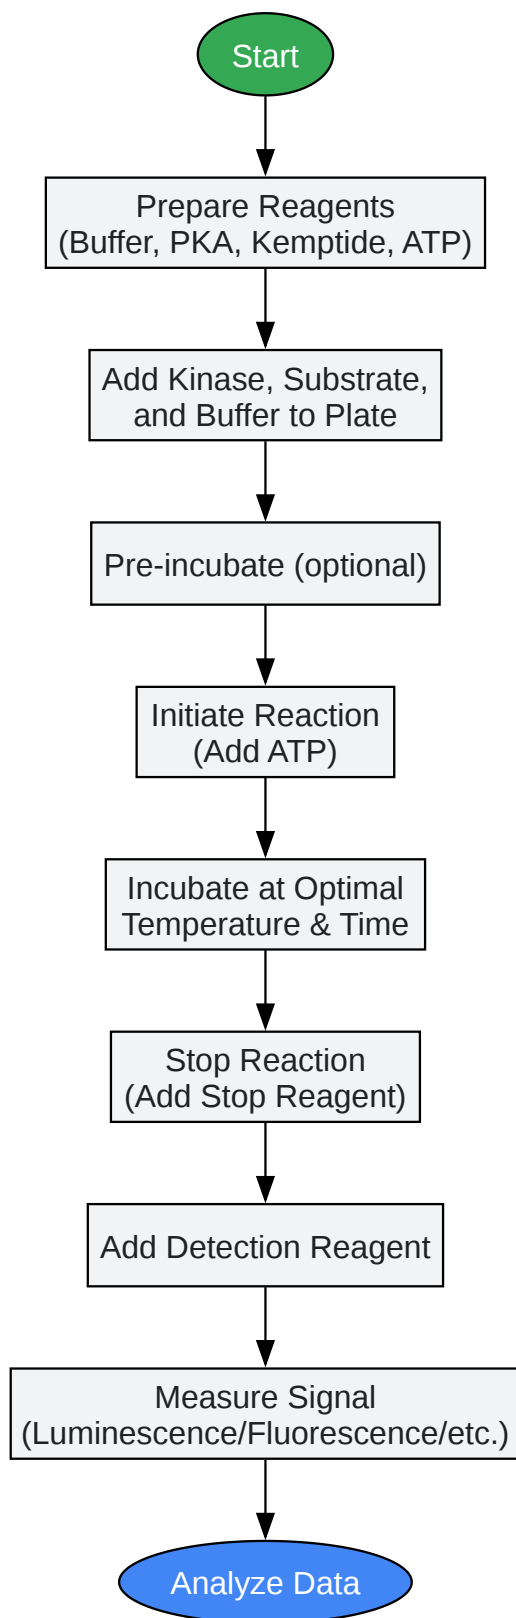 Start
Prepare Reagents
(Buffer, PKA, Kemptide, ATP)
Add Kinase, Substrate,
and Buffer to Plate
Pre-incubate (optional)
Initiate Reaction
(Add ATP)
Incubate at Optimal
Temperature & Time
Stop Reaction
(Add Stop Reagent)
Add Detection Reagent
Measure Signal
(Luminescence/Fluorescence/etc.)
Analyze Data